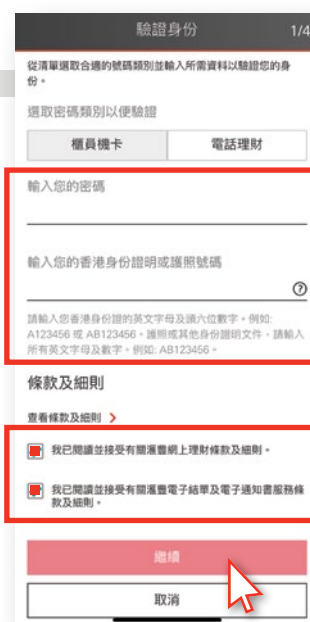 驗證身份 1/4
從清單選取合適的號碼類別並輸入所需資料以驗證您的身
份。
選取密碼類別以便驗證
櫃員機卡 電話理財
輸入您的密碼
輸入您的香港身份證明或護照號碼
請輸入您香港身份證的英文字母及頭六位數字。例如:
A123456 或 AB123456。護照或其他身份證明文件，請輸入
所有英文字母及數字。例如: AB123456。
條款及細則
查看條款及細則
我已閱讀並接受有關滙豐網上理財條款及細則。
我已閱讀並接受有關滙豐電子結單及電子通知書服務條
款及細則。
繼續
取消